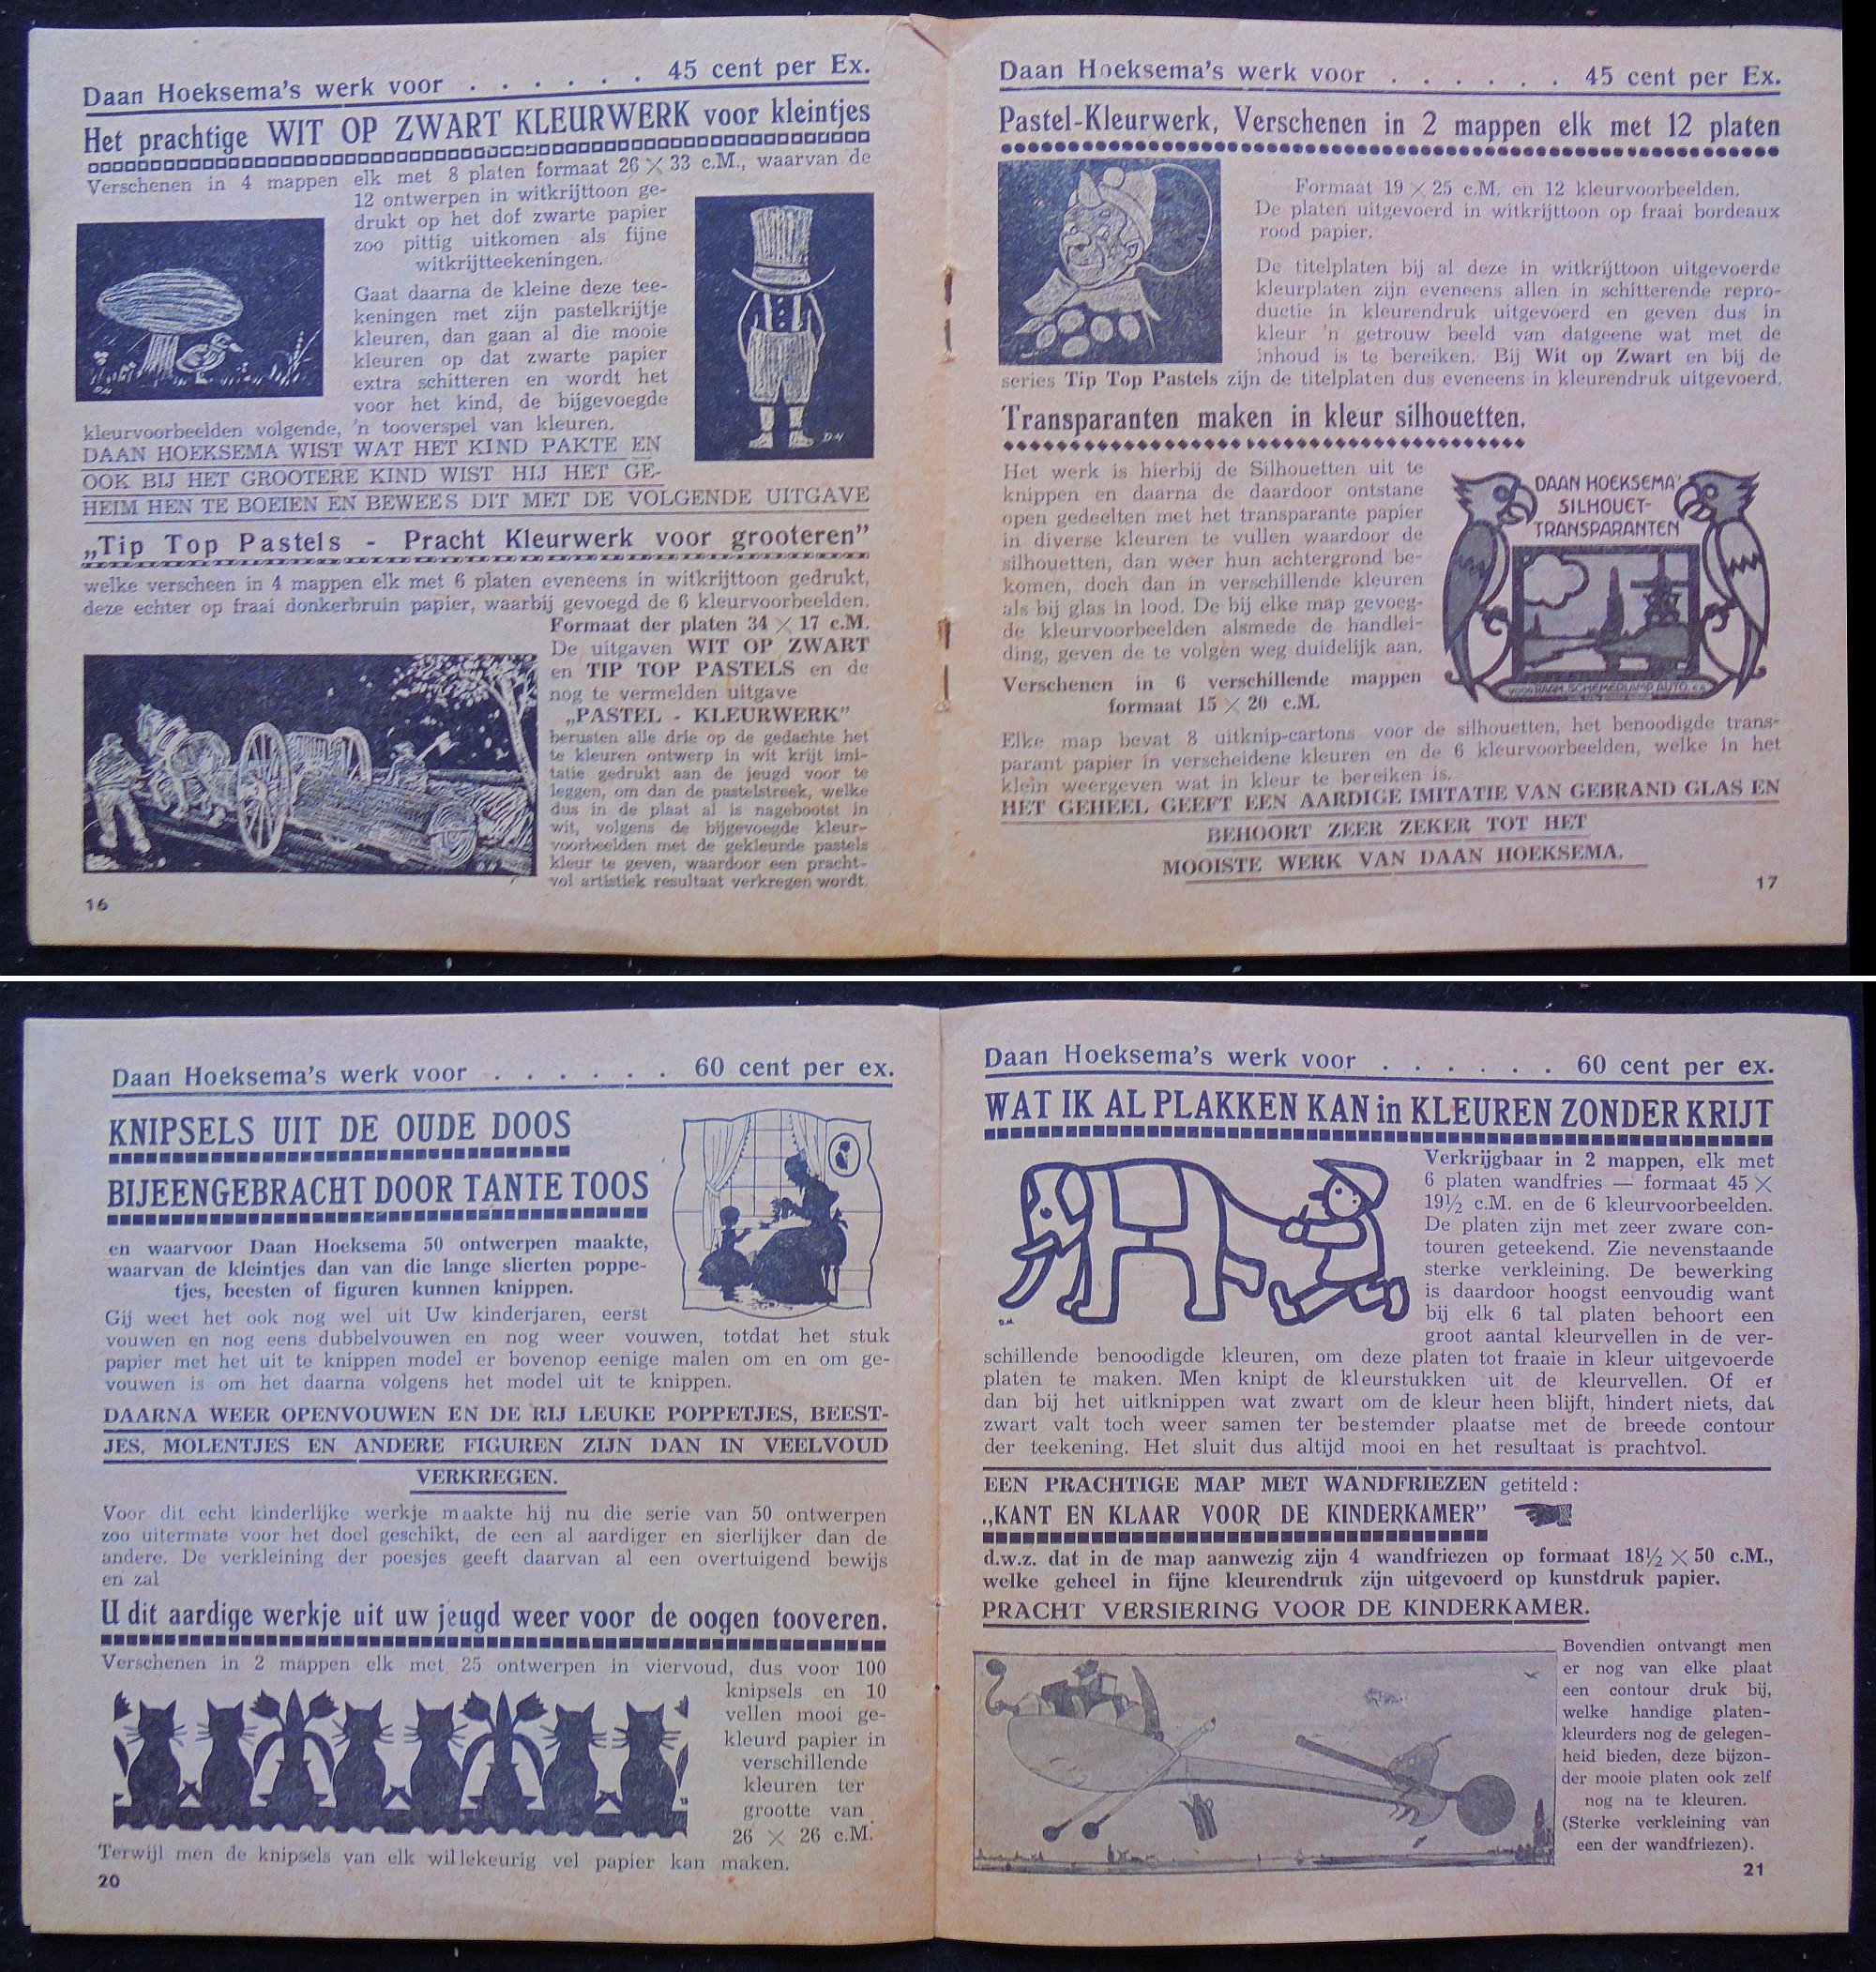 Daan Hoeksema's werk voor . . . . . . 45 cent per Ex.
Het prachtige WIT OP ZWART KLEURWERK voor kleintjes
Verschenen in 4 mappen elk met 8 platen formaat 26 × 33 c.M., waarvan de
12 ontwerpen in witkrijttoon ge-
drukt op het dof zwarte papier
zoo pittig uitkomen als fijne
witkrijtteekeningen.
Gaat daarna de kleine deze tee-
keningen met zijn pastelkrijtje
kleuren, dan gaan al die mooie
kleuren op dat zwarte papier
extra schitteren en wordt het
voor het kind, de bijgevoegde
kleurvoorbeelden volgende, 'n tooverspel van kleuren.
DAAN HOEKSEMA WIST WAT HET KIND PAKTE EN
OOK BIJ HET GROOTERE KIND WIST HIJ HET GE-
HEIM HEN TE BOEIEN EN BEWEES DIT MET DE VOLGENDE UITGAVE
„Tip Top Pastels - Pracht Kleurwerk voor grooteren”
welke verscheen in 4 mappen elk met 6 platen eveneens in witkrijttoon gedrukt,
deze echter op fraai donkerbruin papier, waarbij gevoegd de 6 kleurvoorbeelden.
Formaat der platen 34 × 17 c.M.
De uitgaven WIT OP ZWART
en TIP TOP PASTELS en de
nog te vermelden uitgave
„PASTEL - KLEURWERK”
berusten alle drie op de gedachte het
te kleuren ontwerp in wit krijt imi-
tatie gedrukt aan de jeugd voor te
leggen, om dan de pastelstreek, welke
dus in de plaat al is nagebootst in
wit, volgens de bijgevoegde kleur-
voorbeelden met de gekleurde pastels
kleur te geven, waardoor een pracht-
vol artistiek resultaat verkregen wordt.
16
Daan Hoeksema's werk voor . . . . . . 45 cent per Ex.
Pastel-Kleurwerk, Verschenen in 2 mappen elk met 12 platen
Formaat 19 × 25 c.M. en 12 kleurvoorbeelden.
De platen uitgevoerd in witkrijttoon op fraai bordeaux
rood papier.
De titelplaten bij al deze in witkrijttoon uitgevoerde
kleurplaten zijn eveneens allen in schitterende repro-
ductie in kleurendruk uitgevoerd en geven dus in
kleur 'n getrouw beeld van datgeene wat met de
inhoud is te bereiken. Bij Wit op Zwart en bij de
series Tip Top Pastels zijn de titelplaten dus eveneens in kleurendruk uitgevoerd.
Transparanten maken in kleur silhouetten.
Het werk is hierbij de Silhouetten uit te
knippen en daarna de daardoor ontstane
open gedeelten met het transparante papier
in diverse kleuren te vullen waardoor de
silhouetten, dan weer hun achtergrond be-
komen, doch dan in verschillende kleuren
als bij glas in lood. De bij elke map gevoeg-
de kleurvoorbeelden alsmede de handlei-
ding, geven de te volgen weg duidelijk aan.
Verschenen in 6 verschillende mappen
formaat 15 × 20 c.M.
DAAN HOEKSEMA'S
SILHOUET-
TRANSPARANTEN
VOOR RAAM, SCHEMERLAMP, AUTO, E.A.
Elke map bevat 8 uitknip-cartons voor de silhouetten, het benoodigde trans-
parant papier in verscheidene kleuren en de 6 kleurvoorbeelden, welke in het
klein weergeven wat in kleur te bereiken is.
HET GEHEEL GEEFT EEN AARDIGE IMITATIE VAN GEBRAND GLAS EN
BEHOORT ZEER ZEKER TOT HET
MOOISTE WERK VAN DAAN HOEKSEMA.
17
Daan Hoeksema's werk voor . . . . . . 60 cent per ex.
KNIPSELS UIT DE OUDE DOOS
BIJEENGEBRACHT DOOR TANTE TOOS
en waarvoor Daan Hoeksema 50 ontwerpen maakte,
waarvan de kleintjes dan van die lange slierten poppe-
tjes, beesten of figuren kunnen knippen.
Gij weet het ook nog wel uit Uw kinderjaren, eerst
vouwen en nog eens dubbelvouwen en nog weer vouwen, totdat het stuk
papier met het uit te knippen model er bovenop eenige malen om en om ge-
vouwen is om het daarna volgens het model uit te knippen.
DAARNA WEER OPENVOUWEN EN DE RIJ LEUKE POPPETJES, BEEST-
JES, MOLENTJES EN ANDERE FIGUREN ZIJN DAN IN VEELVOUD
VERKREGEN.
Voor dit echt kinderlijke werkje maakte hij nu die serie van 50 ontwerpen
zoo uitermate voor het doel geschikt, de een al aardiger en sierlijker dan de
andere. De verkleining der poesjes geeft daarvan al een overtuigend bewijs
en zal
U dit aardige werkje uit uw jeugd weer voor de oogen tooveren.
Verschenen in 2 mappen elk met 25 ontwerpen in viervoud, dus voor 100
knipsels en 10
vellen mooi ge-
kleurd papier in
verschillende
kleuren ter
grootte van
26 × 26 c.M.
Terwijl men de knipsels van elk willekeurig vel papier kan maken.
20
Daan Hoeksema's werk voor . . . . . . 60 cent per ex.
WAT IK AL PLAKKEN KAN in KLEUREN ZONDER KRIJT
Verkrijgbaar in 2 mappen, elk met
6 platen wandfries — formaat 45 ×
19½ c.M. en de 6 kleurvoorbeelden.
De platen zijn met zeer zware con-
touren geteekend. Zie nevenstaande
sterke verkleining. De bewerking
is daardoor hoogst eenvoudig want
bij elk 6 tal platen behoort een
groot aantal kleurvellen in de ver-
schillende benoodigde kleuren, om deze platen tot fraaie in kleur uitgevoerde
platen te maken. Men knipt de kleurstukken uit de kleurvellen. Of er
dan bij het uitknippen wat zwart om de kleur heen blijft, hindert niets, dat
zwart valt toch weer samen ter bestemder plaatse met de breede contour
der teekening. Het sluit dus altijd mooi en het resultaat is prachtvol.
EEN PRACHTIGE MAP MET WANDFRIEZEN getiteld:
„KANT EN KLAAR VOOR DE KINDERKAMER”
d.w.z. dat in de map aanwezig zijn 4 wandfriezen op formaat 18½ × 50 c.M.,
welke geheel in fijne kleurendruk zijn uitgevoerd op kunstdruk papier.
PRACHT VERSIERING VOOR DE KINDERKAMER.
Bovendien ontvangt men
er nog van elke plaat
een contour druk bij,
welke handige platen-
kleurders nog de gelegen-
heid bieden, deze bijzon-
der mooie platen ook zelf
nog na te kleuren.
(Sterke verkleining van
een der wandfriezen).
21